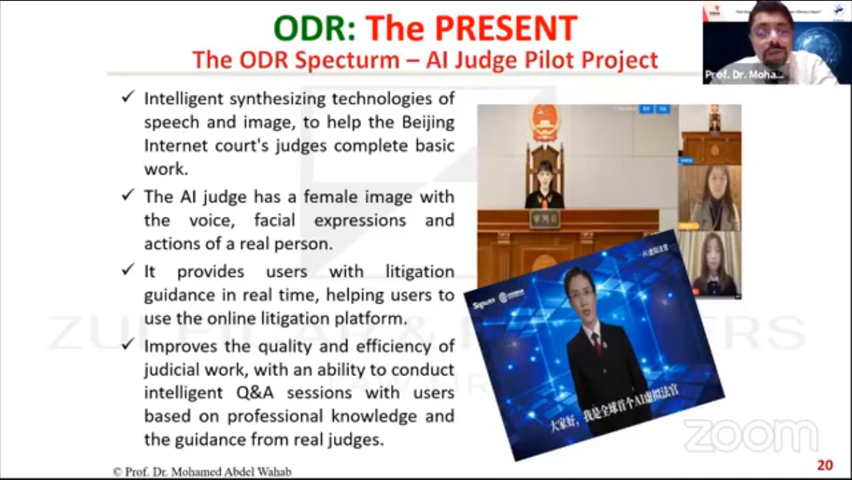 ODR: The PRESENT
The ODR Specturm – AI Judge Pilot Project
Prof. Dr. Moha...
✓ Intelligent synthesizing technologies of
speech and image, to help the Beijing
Internet court's judges complete basic
work.
✓ The AI judge has a female image with
the voice, facial expressions and
actions of a real person.
✓ It provides users with litigation
guidance in real time, helping users to
use the online litigation platform.
✓ Improves the quality and efficiency of
judicial work, with an ability to conduct
intelligent Q&A sessions with users
based on professional knowledge and
the guidance from real judges.
大家好，我是全球首个AI虚拟法官
zoom
© Prof. Dr. Mohamed Abdel Wahab
20